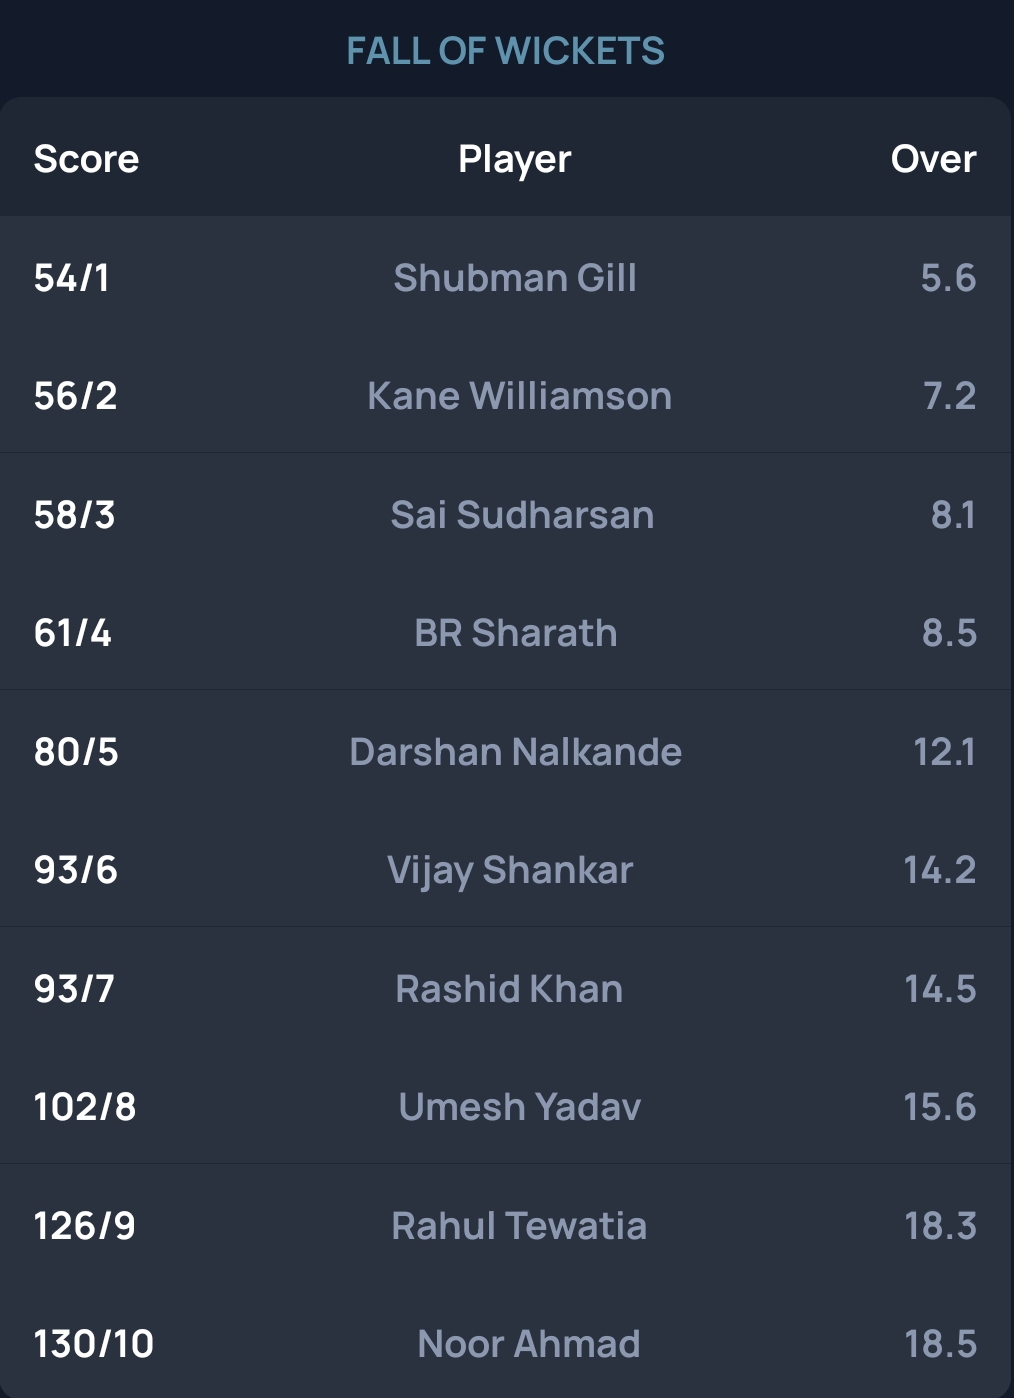 FALL OF WICKETS
Score Player Over
54/1 Shubman Gill 5.6
56/2 Kane Williamson 7.2
58/3 Sai Sudharsan 8.1
61/4 BR Sharath 8.5
80/5 Darshan Nalkande 12.1
93/6 Vijay Shankar 14.2
93/7 Rashid Khan 14.5
102/8 Umesh Yadav 15.6
126/9 Rahul Tewatia 18.3
130/10 Noor Ahmad 18.5